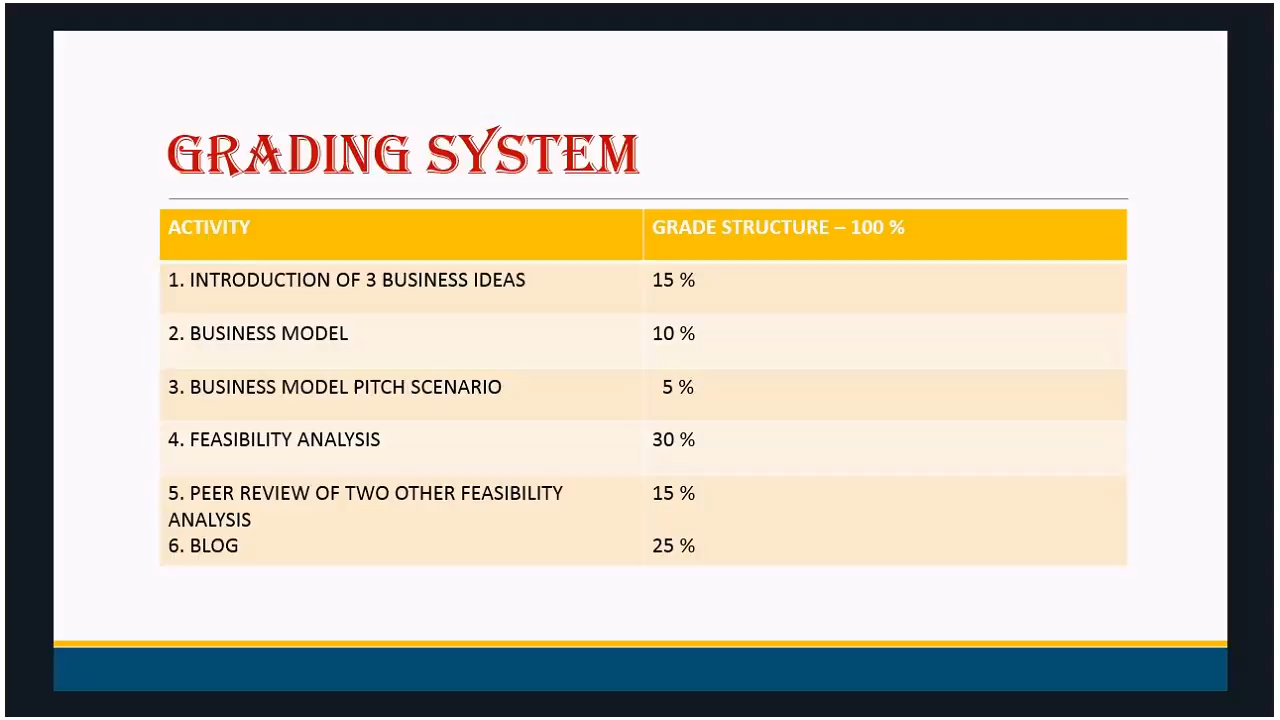 GRADING SYSTEM
ACTIVITY
GRADE STRUCTURE – 100 %
1. INTRODUCTION OF 3 BUSINESS IDEAS
15 %
2. BUSINESS MODEL
10 %
3. BUSINESS MODEL PITCH SCENARIO
5 %
4. FEASIBILITY ANALYSIS
30 %
5. PEER REVIEW OF TWO OTHER FEASIBILITY
ANALYSIS
15 %
6. BLOG
25 %